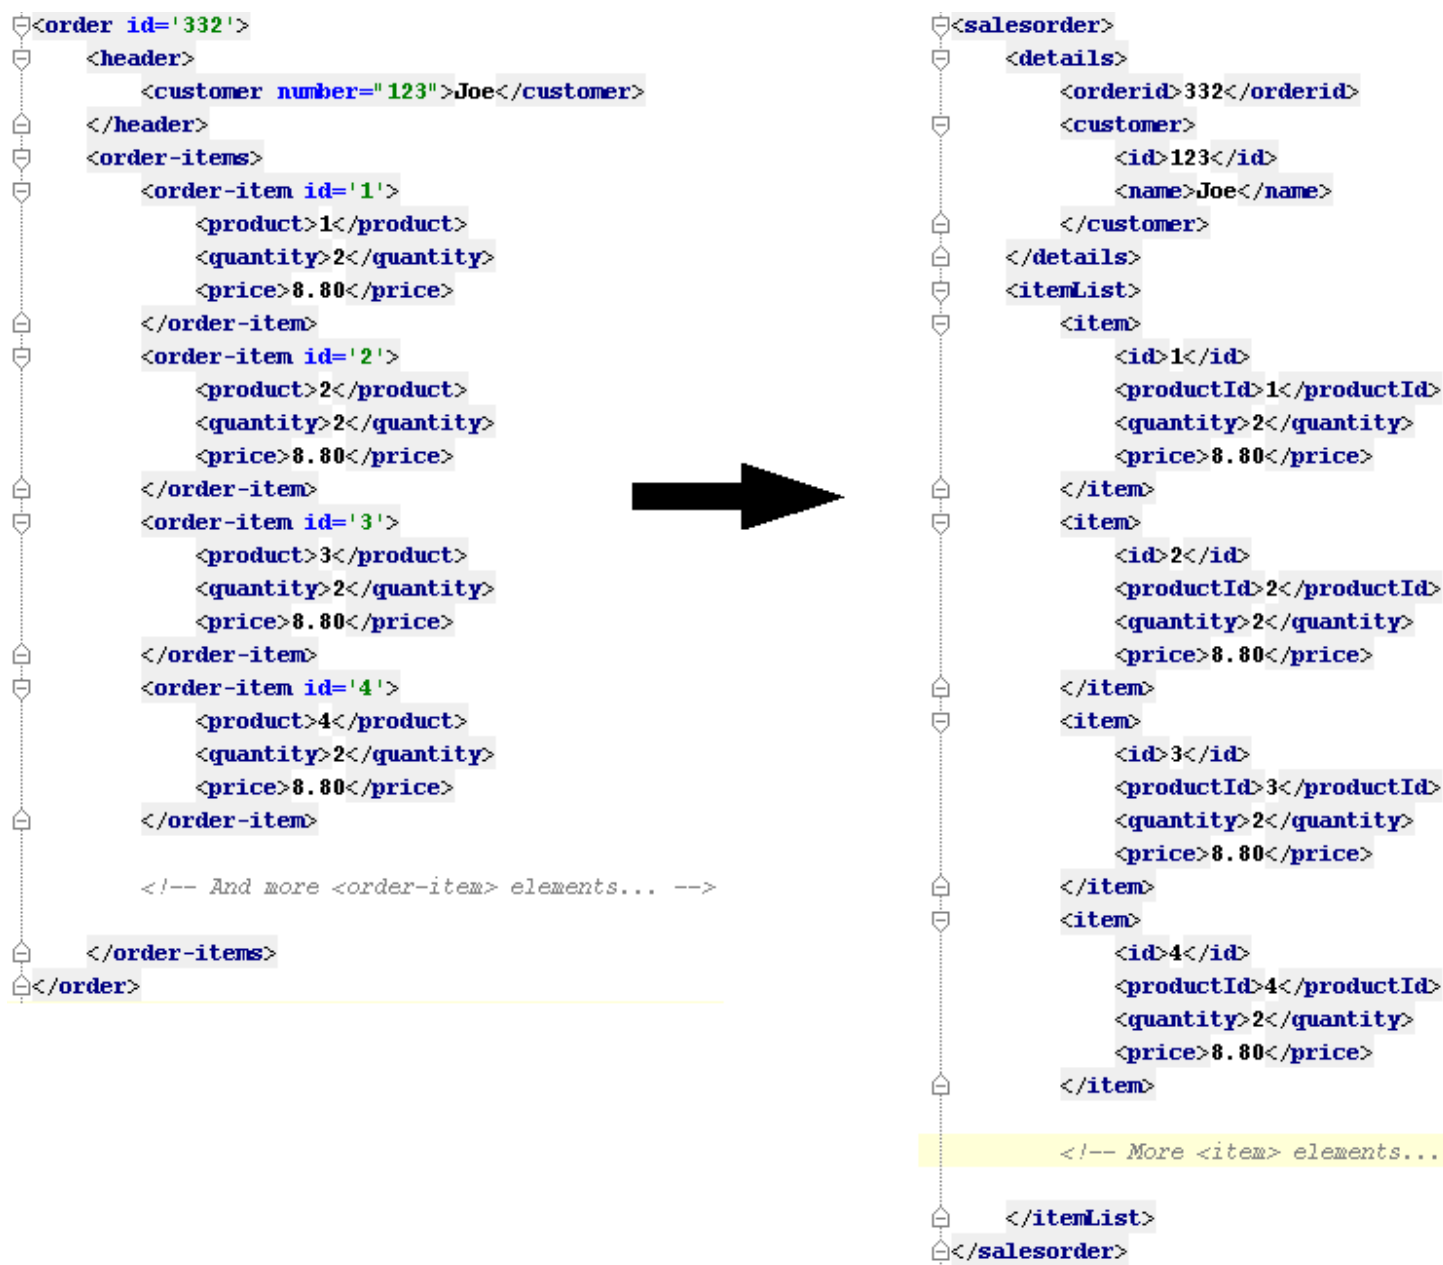 <order id='332'>
<header>
<customer number="123">Joe</customer>
</header>
<order-items>
<order-item id='1'>
<product>1</product>
<quantity>2</quantity>
<price>8.80</price>
</order-item>
<order-item id='2'>
<product>2</product>
<quantity>2</quantity>
<price>8.80</price>
</order-item>
<order-item id='3'>
<product>3</product>
<quantity>2</quantity>
<price>8.80</price>
</order-item>
<order-item id='4'>
<product>4</product>
<quantity>2</quantity>
<price>8.80</price>
</order-item>
<!-- And more <order-item> elements... -->
</order-items>
</order>
<salesorder>
<details>
<orderid>332</orderid>
<customer>
<id>123</id>
<name>Joe</name>
</customer>
</details>
<itemList>
<item>
<id>1</id>
<productId>1</productId>
<quantity>2</quantity>
<price>8.80</price>
</item>
<item>
<id>2</id>
<productId>2</productId>
<quantity>2</quantity>
<price>8.80</price>
</item>
<item>
<id>3</id>
<productId>3</productId>
<quantity>2</quantity>
<price>8.80</price>
</item>
<item>
<id>4</id>
<productId>4</productId>
<quantity>2</quantity>
<price>8.80</price>
</item>
<!-- More <item> elements...
</itemList>
</salesorder>